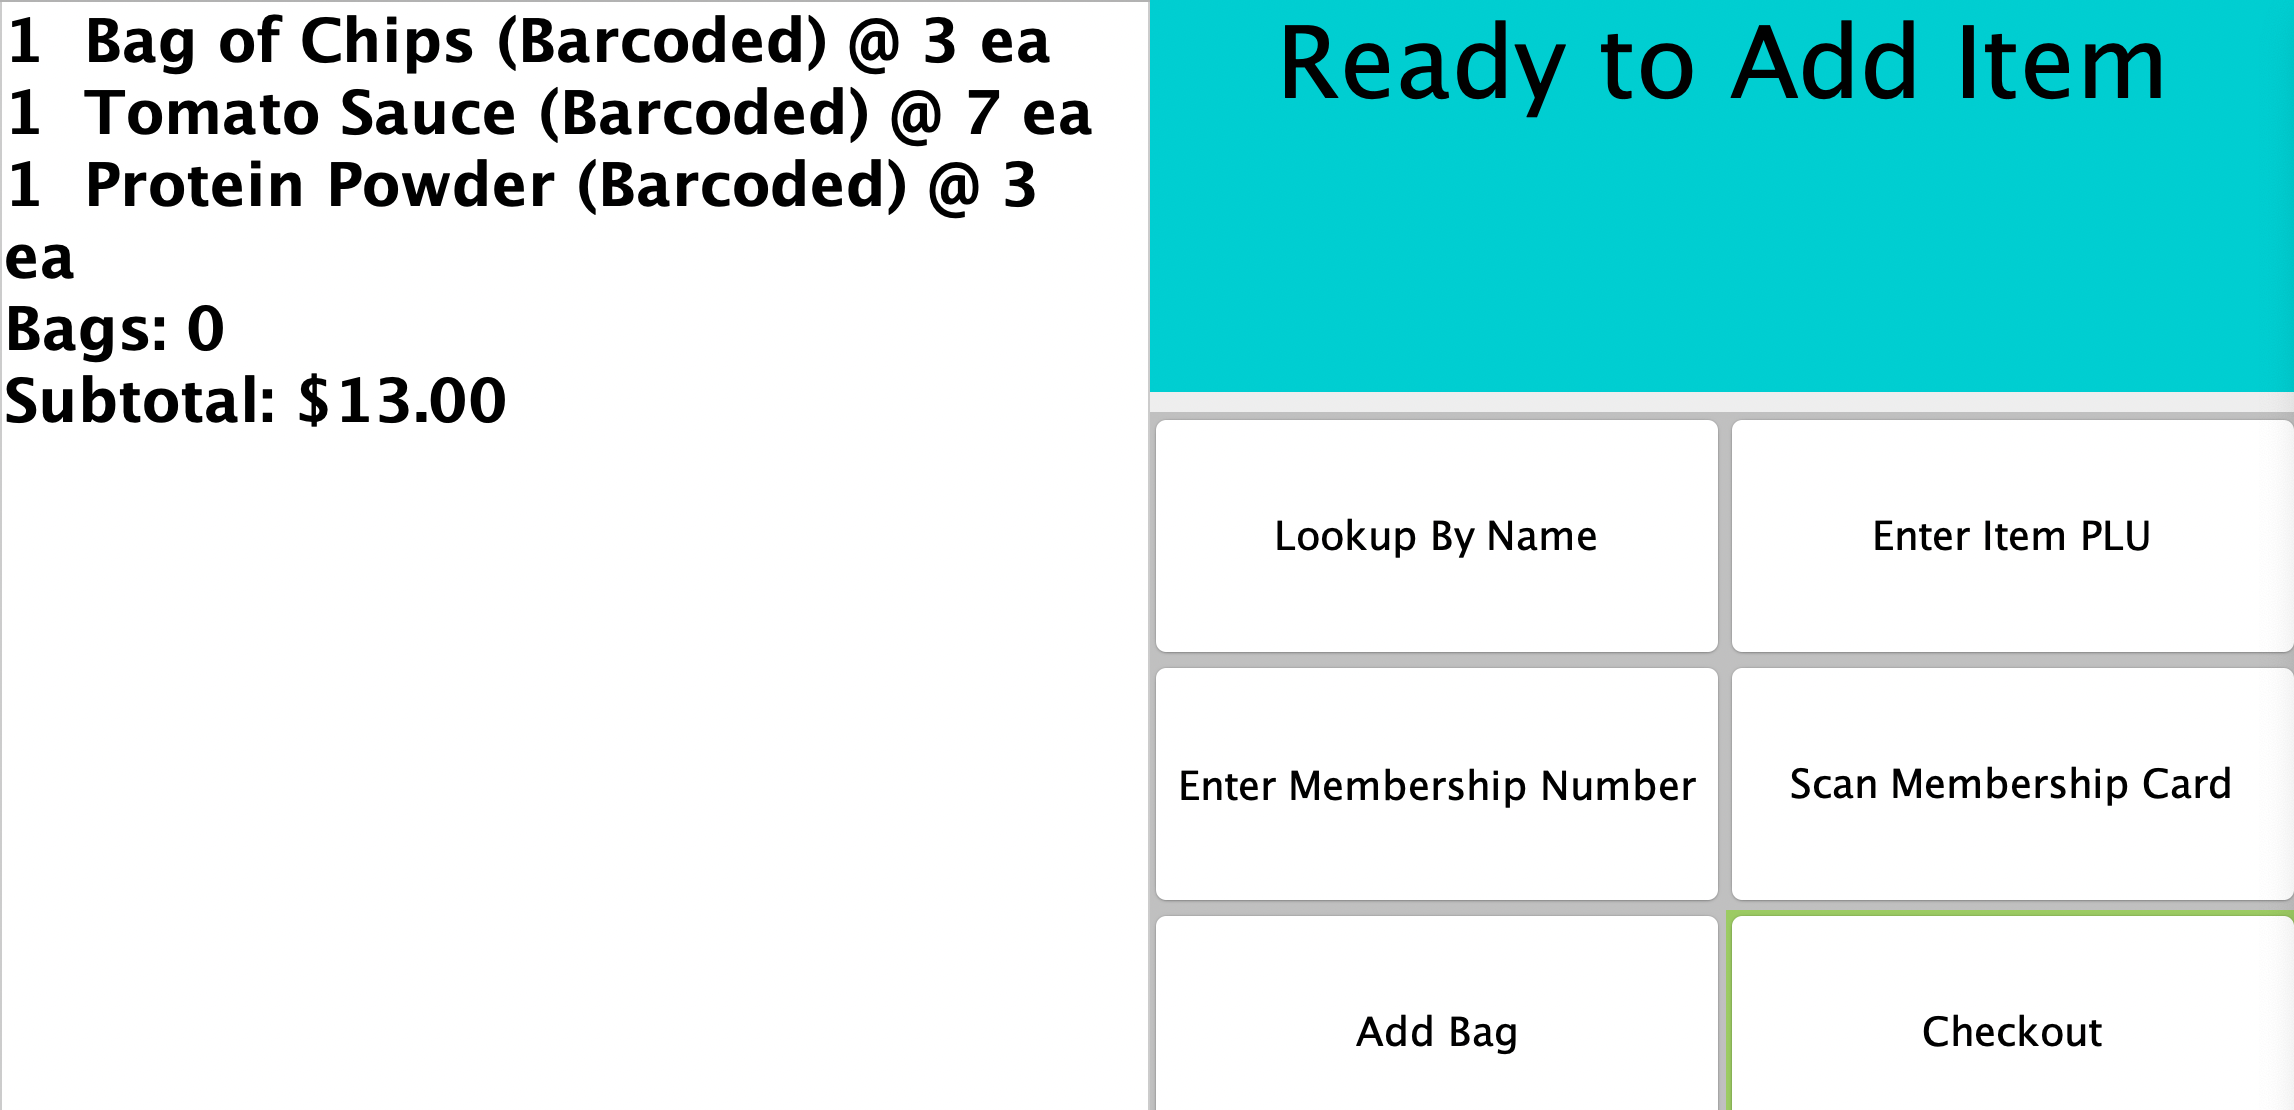 1  Bag of Chips (Barcoded) @ 3 ea
1  Tomato Sauce (Barcoded) @ 7 ea
1  Protein Powder (Barcoded) @ 3
ea
Bags: 0
Subtotal: $13.00
Ready to Add Item
Lookup By Name
Enter Item PLU
Enter Membership Number
Scan Membership Card
Add Bag
Checkout